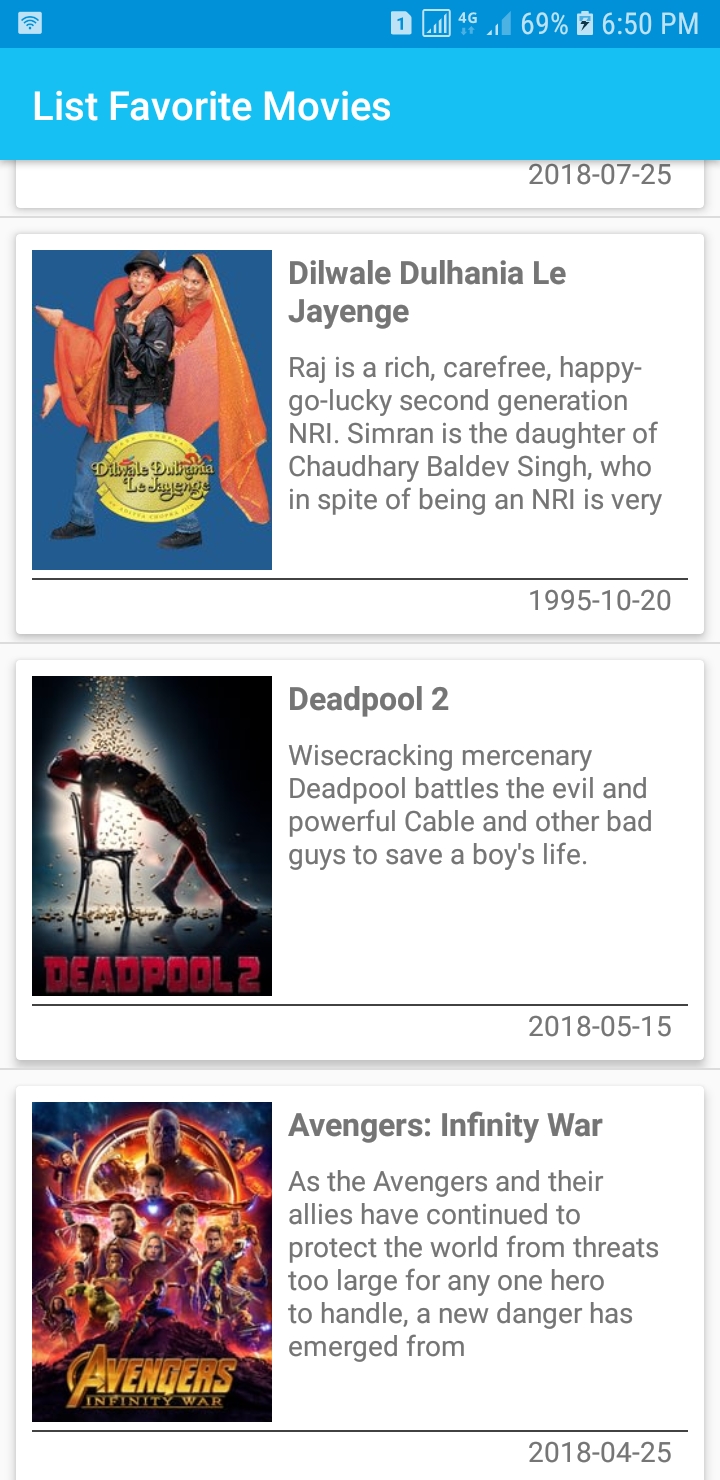 1 4G 69% 6:50 PM
List Favorite Movies
2018-07-25
Dilwale Dulhania Le
Jayenge
Raj is a rich, carefree, happy-
go-lucky second generation
NRI. Simran is the daughter of
Chaudhary Baldev Singh, who
in spite of being an NRI is very
Dilwale Dulhania
Le Jayenge
1995-10-20
Deadpool 2
Wisecracking mercenary
Deadpool battles the evil and
powerful Cable and other bad
guys to save a boy's life.
DEADPOOL 2
2018-05-15
Avengers: Infinity War
As the Avengers and their
allies have continued to
protect the world from threats
too large for any one hero
to handle, a new danger has
emerged from
AVENGERS
INFINITY WAR
2018-04-25